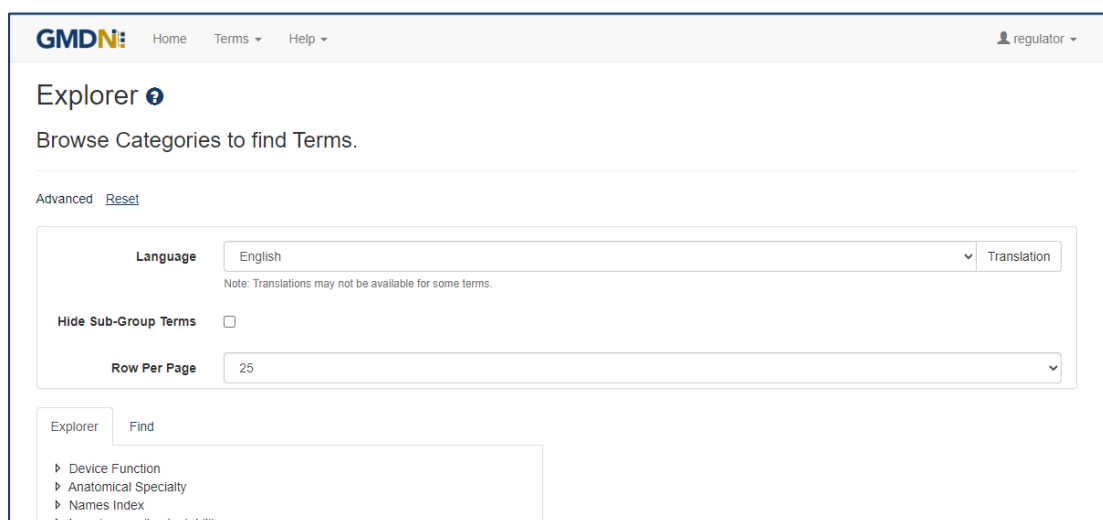 GMDN Home Terms Help regulator
Explorer ?
Browse Categories to find Terms.
Advanced Reset
Language English Translation
Note: Translations may not be available for some terms.
Hide Sub-Group Terms
Row Per Page 25
Explorer Find
Device Function
Anatomical Specialty
Names Index